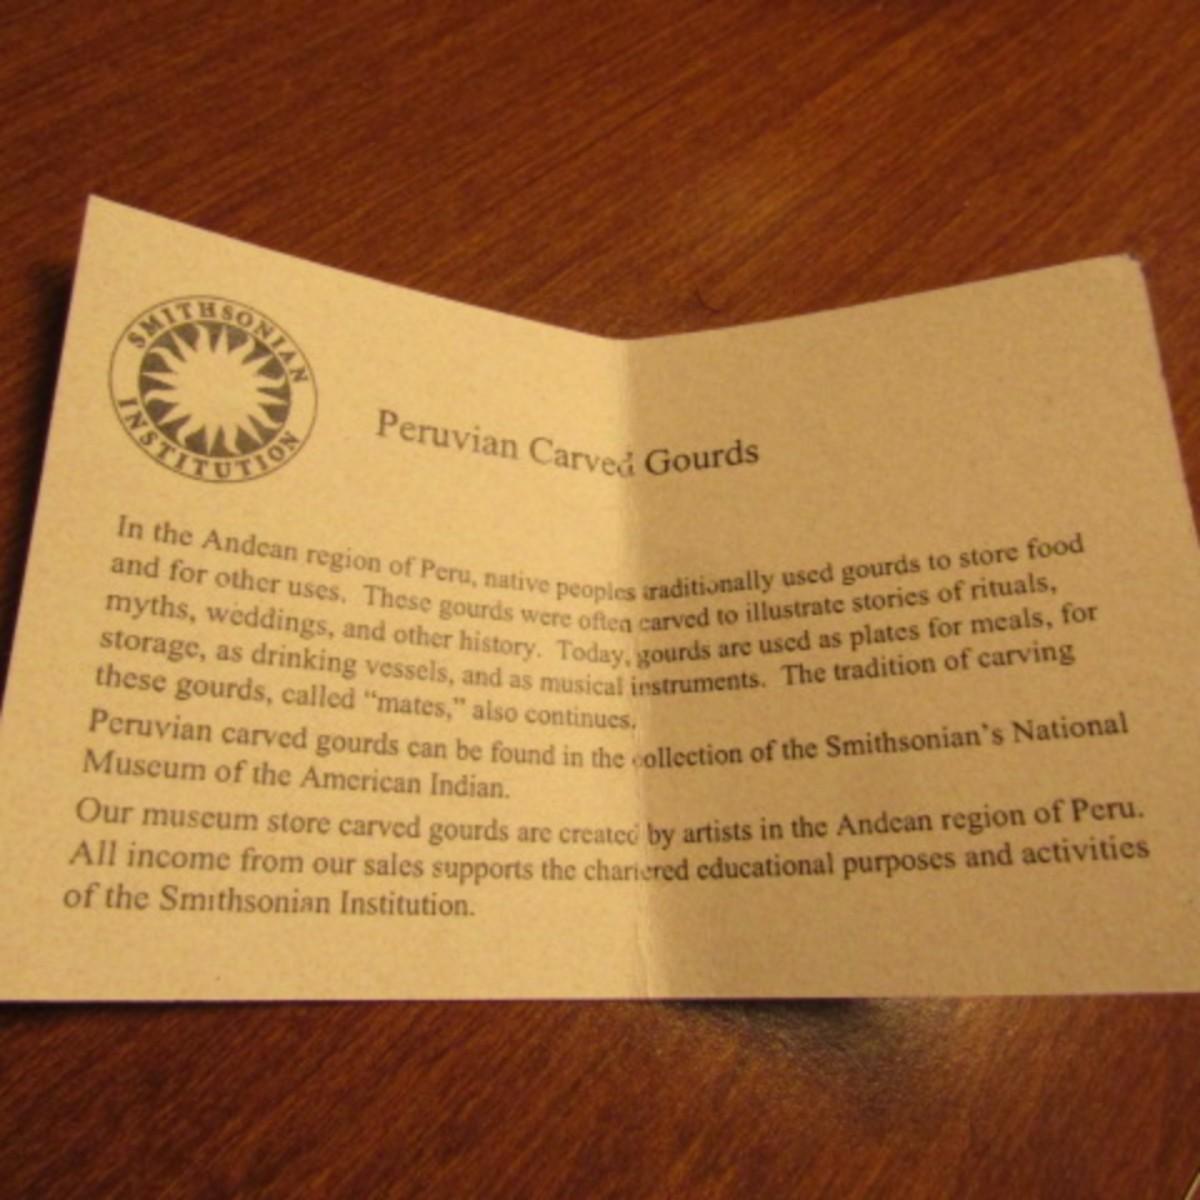 SMITHSONIAN
INSTITUTION
Peruvian Carved Gourds
In the Andean region of Peru, native peoples traditionally used gourds to store food
and for other uses.  These gourds were often carved to illustrate stories of rituals,
myths, weddings, and other history.  Today, gourds are used as plates for meals, for
storage, as drinking vessels, and as musical instruments.  The tradition of carving
these gourds, called “mates,” also continues.
Peruvian carved gourds can be found in the collection of the Smithsonian’s National
Museum of the American Indian.
Our museum store carved gourds are created by artists in the Andean region of Peru.
All income from our sales supports the chartered educational purposes and activities
of the Smithsonian Institution.